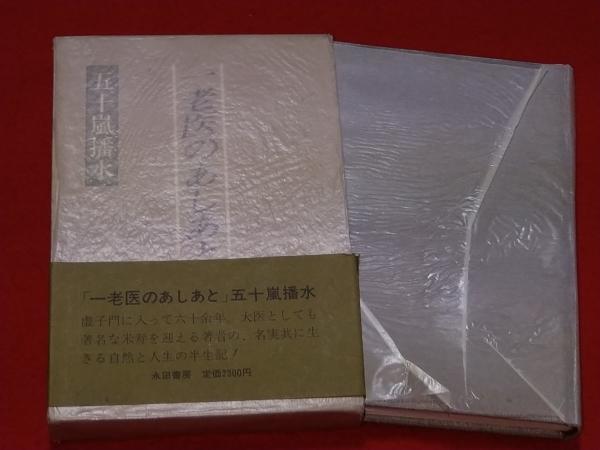 一老医のあしあと
五十嵐播水
「一老医のあしあと」五十嵐播水
虚子門に入って六十余年、大医としても
著名な米寿を迎える著者の、名実共に生
きる自然と人生の半生記!
永田書房 定価2300円